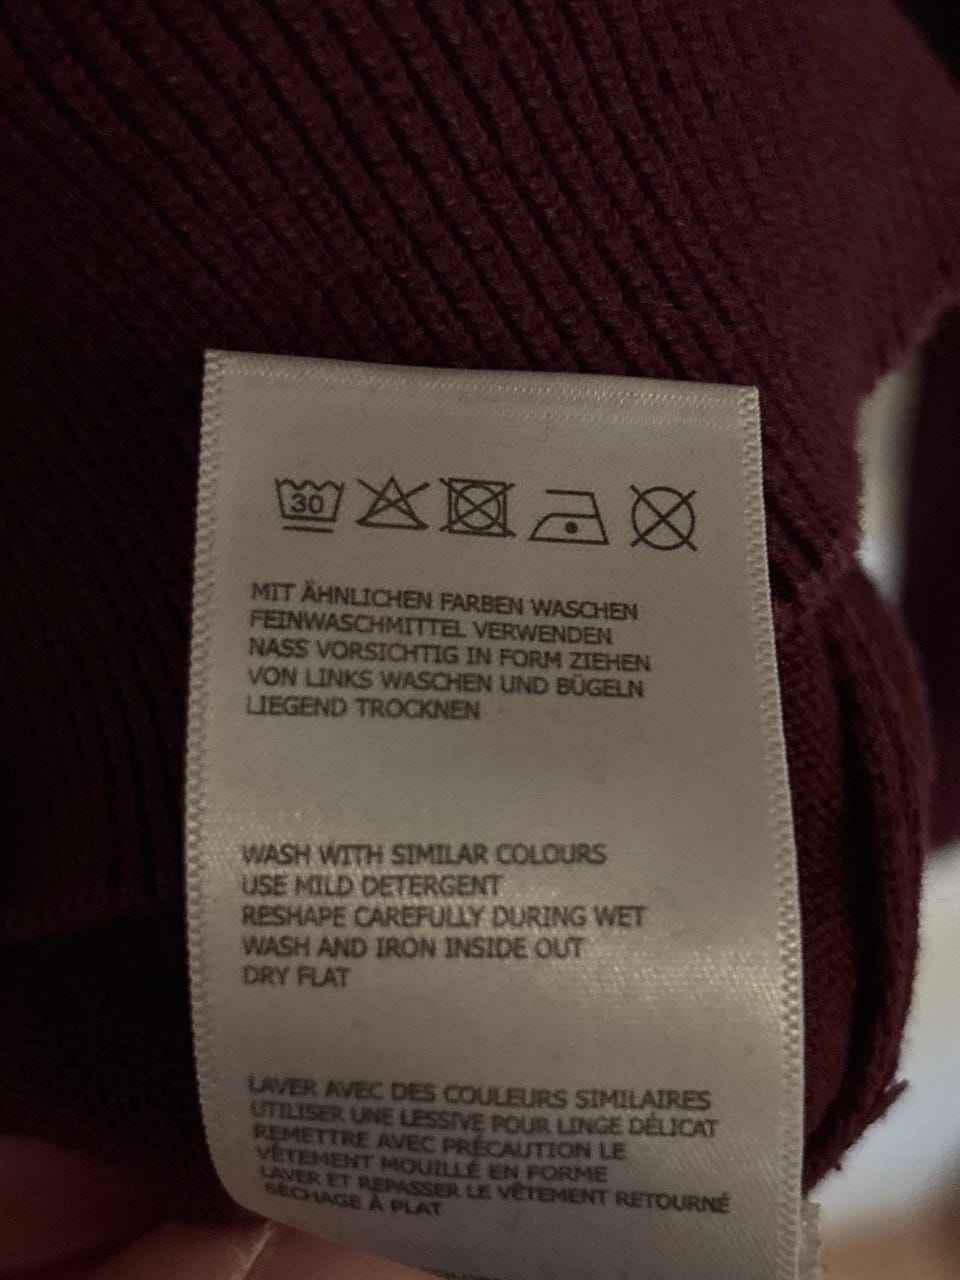 30
MIT ÄHNLICHEN FARBEN WASCHEN
FEINWASCHMITTEL VERWENDEN
NASS VORSICHTIG IN FORM ZIEHEN
VON LINKS WASCHEN UND BÜGELN
LIEGEND TROCKNEN
WASH WITH SIMILAR COLOURS
USE MILD DETERGENT
RESHAPE CAREFULLY DURING WET
WASH AND IRON INSIDE OUT
DRY FLAT
LAVER AVEC DES COULEURS SIMILAIRES
UTILISER UNE LESSIVE POUR LINGE DÉLICAT
REMETTRE AVEC PRÉCAUTION LE
VÊTEMENT MOUILLÉ EN FORME
LAVER ET REPASSER LE VÊTEMENT RETOURNÉ
SÉCHAGE À PLAT